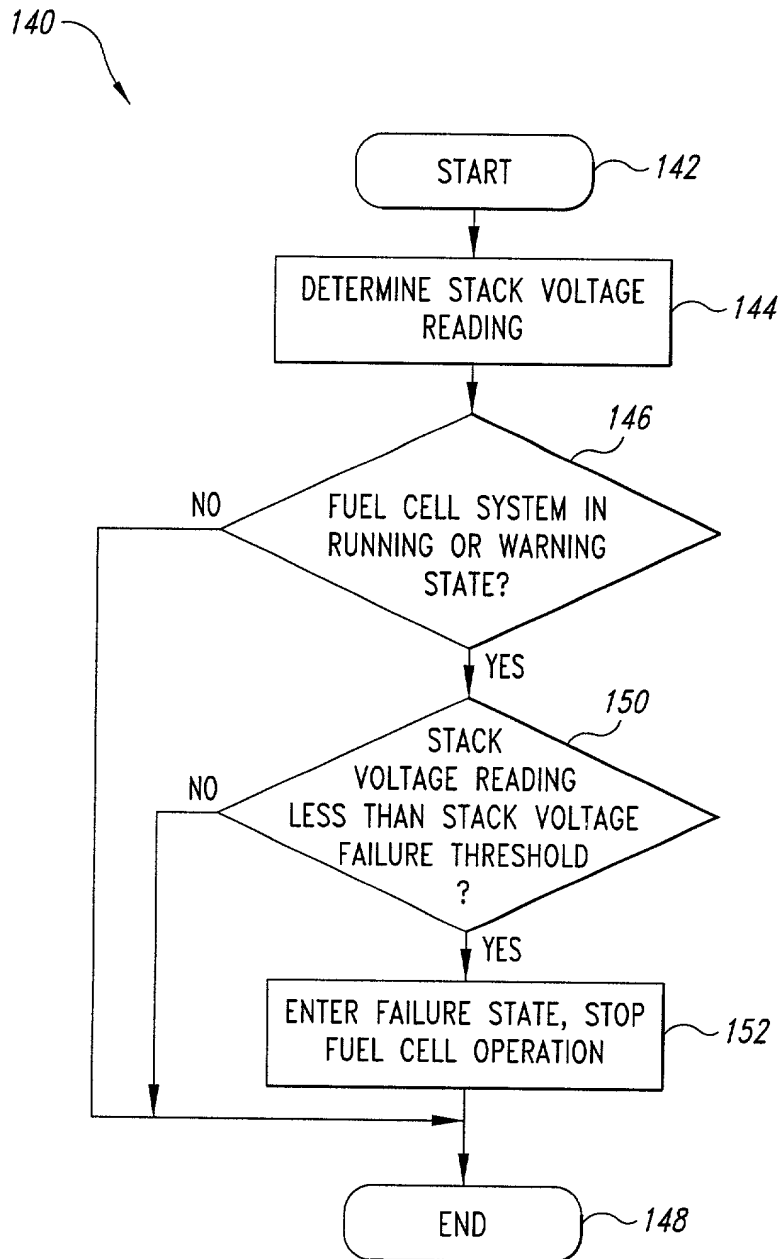 140
START
142
DETERMINE STACK VOLTAGE
READING
144
146
NO
FUEL CELL SYSTEM IN
RUNNING OR WARNING
STATE?
YES
150
STACK
NO
VOLTAGE READING
LESS THAN STACK VOLTAGE
FAILURE THRESHOLD
?
YES
ENTER FAILURE STATE, STOP
FUEL CELL OPERATION
152
END
148